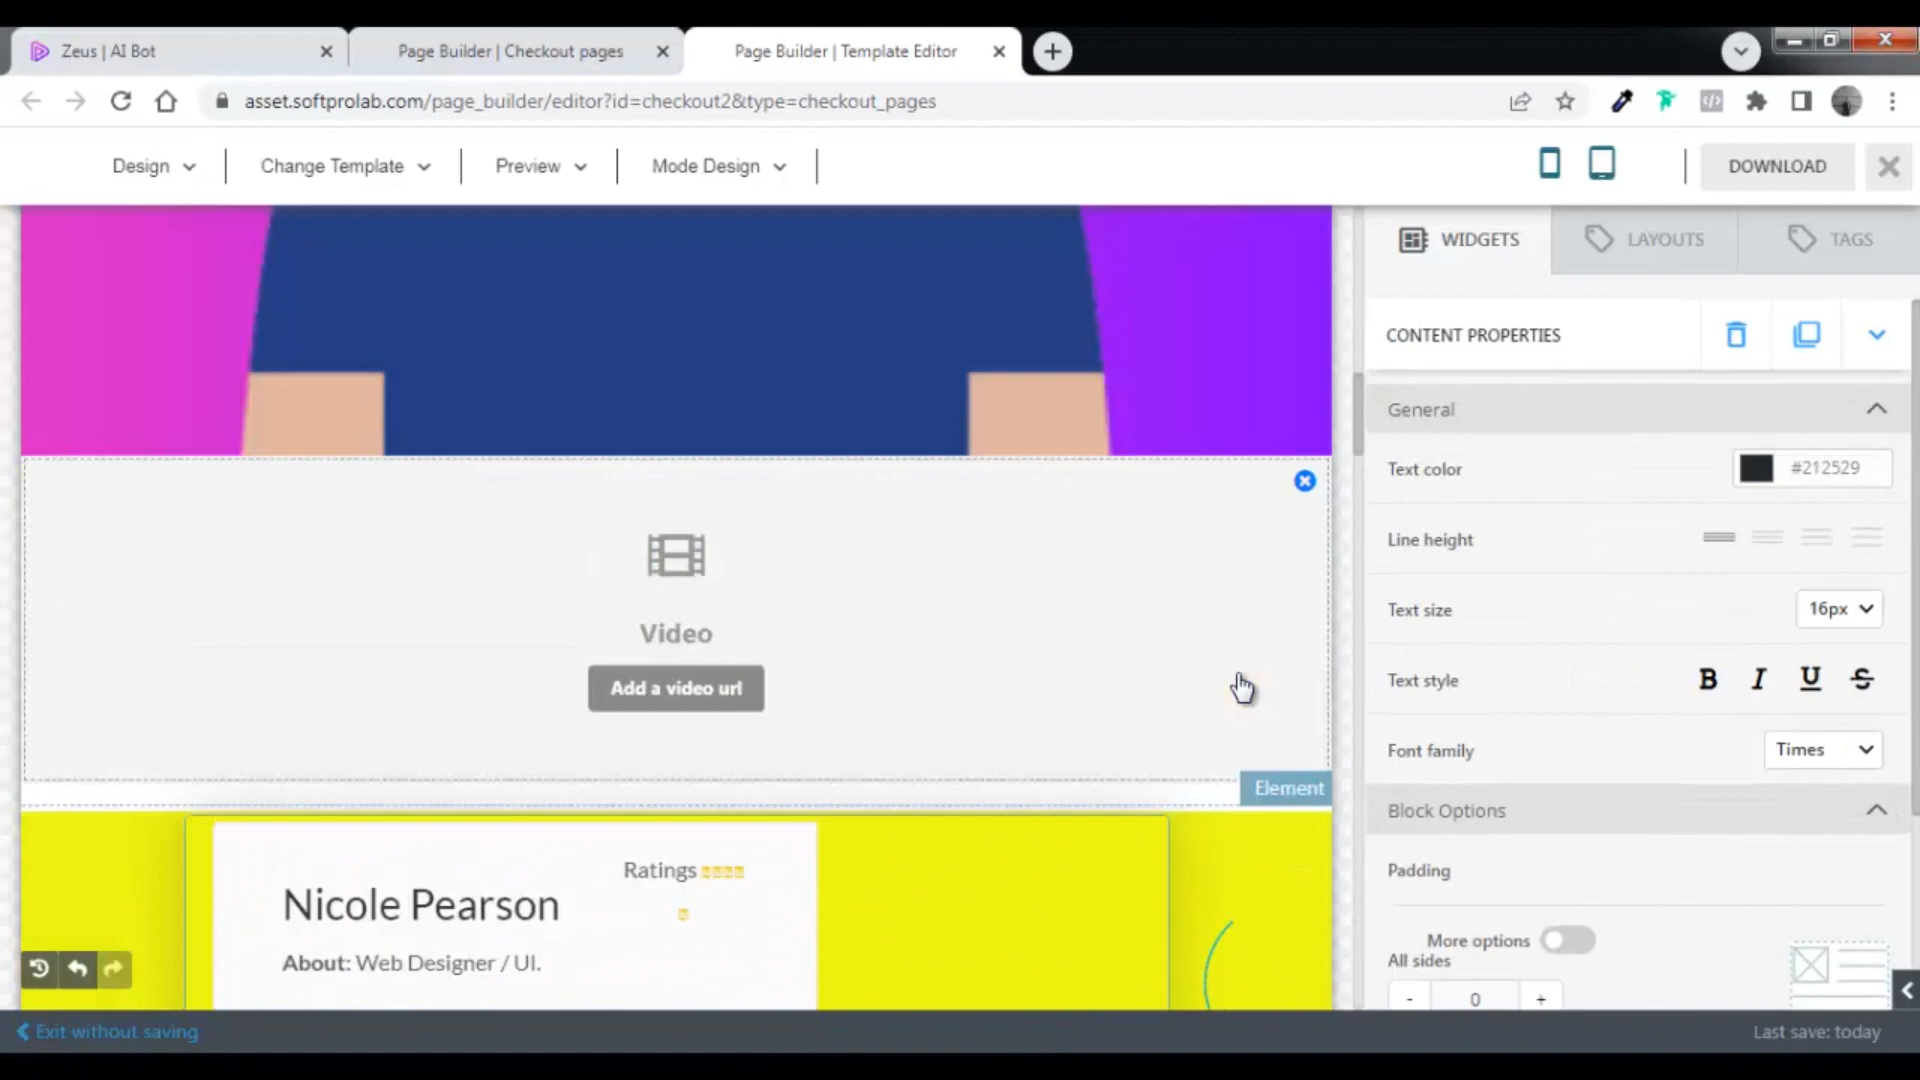 Zeus | AI Bot
Page Builder | Checkout pages
Page Builder | Template Editor
asset.softprolab.com/page_builder/editor?id=checkout2&type=checkout_pages
Design
Change Template
Preview
Mode Design
DOWNLOAD
WIDGETS
LAYOUTS
TAGS
CONTENT PROPERTIES
General
Text color
#212529
Line height
Text size
16px
Text style
B I U S
Font family
Times
Block Options
Padding
More options
All sides
- 0 +
Video
Add a video url
Element
Ratings
Nicole Pearson
About: Web Designer / UI.
Exit without saving
Last save: today